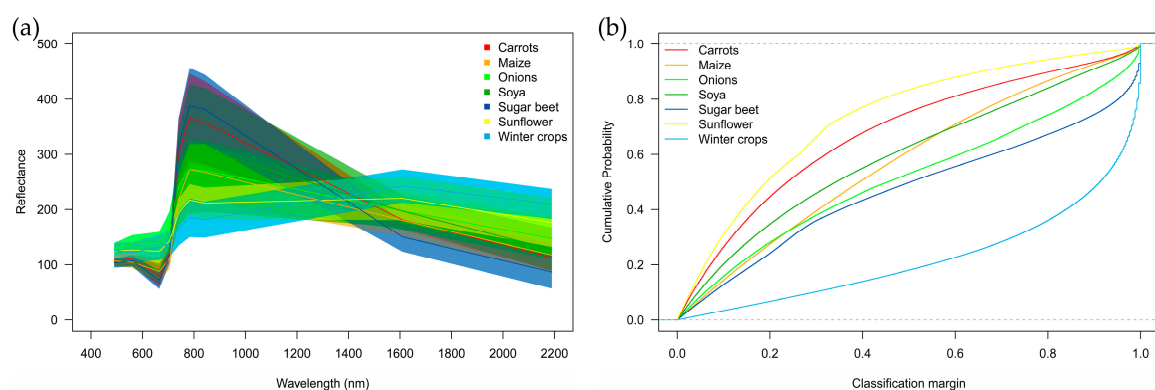 (a)
500
400
300
200
100
0
Reflectance
Carrots
Maize
Onions
Soya
Sugar beet
Sunflower
Winter crops
400 600 800 1000 1200 1400 1600 1800 2000 2200
Wavelength (nm)
(b)
1.0
0.8
0.6
0.4
0.2
0.0
Cumulative Probability
Carrots
Maize
Onions
Soya
Sugar beet
Sunflower
Winter crops
0.0 0.2 0.4 0.6 0.8 1.0
Classification margin